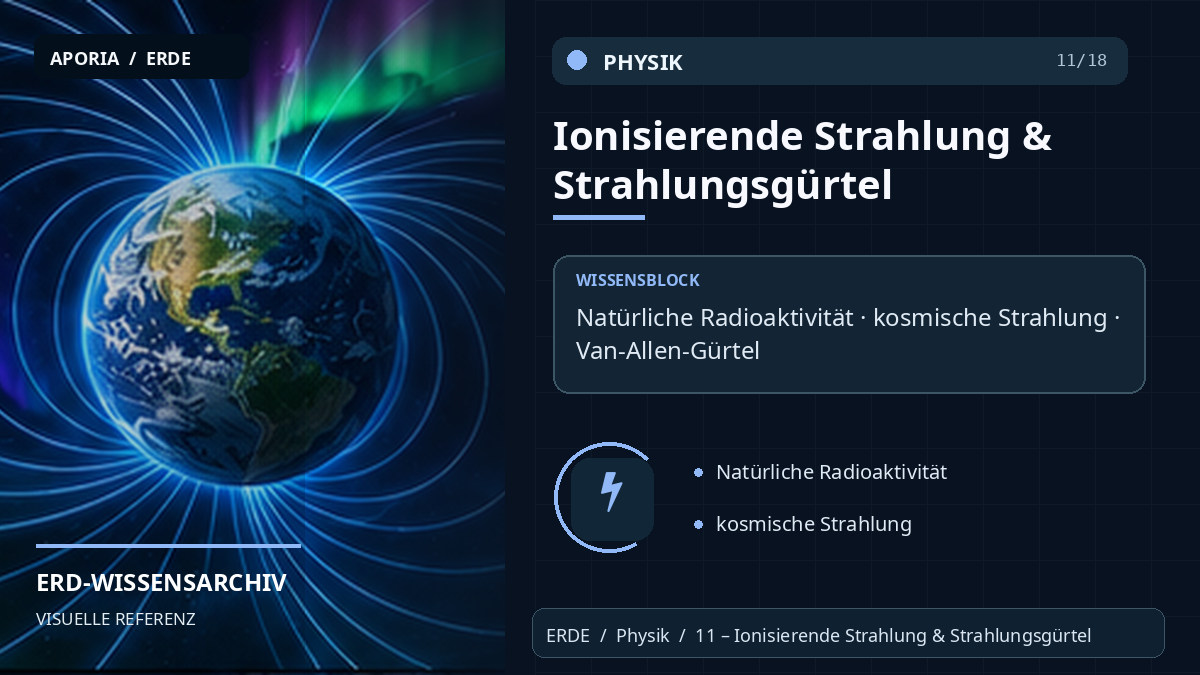 APORIA / ERDE
ERD-WISSENSARCHIV
VISUELLE REFERENZ
PHYSIK
11/18
Ionisierende Strahlung &
Strahlungsgürtel
WISSENSBLOCK
Natürliche Radioaktivität · kosmische Strahlung ·
Van-Allen-Gürtel
Natürliche Radioaktivität
kosmische Strahlung
ERDE / Physik / 11 – Ionisierende Strahlung & Strahlungsgürtel